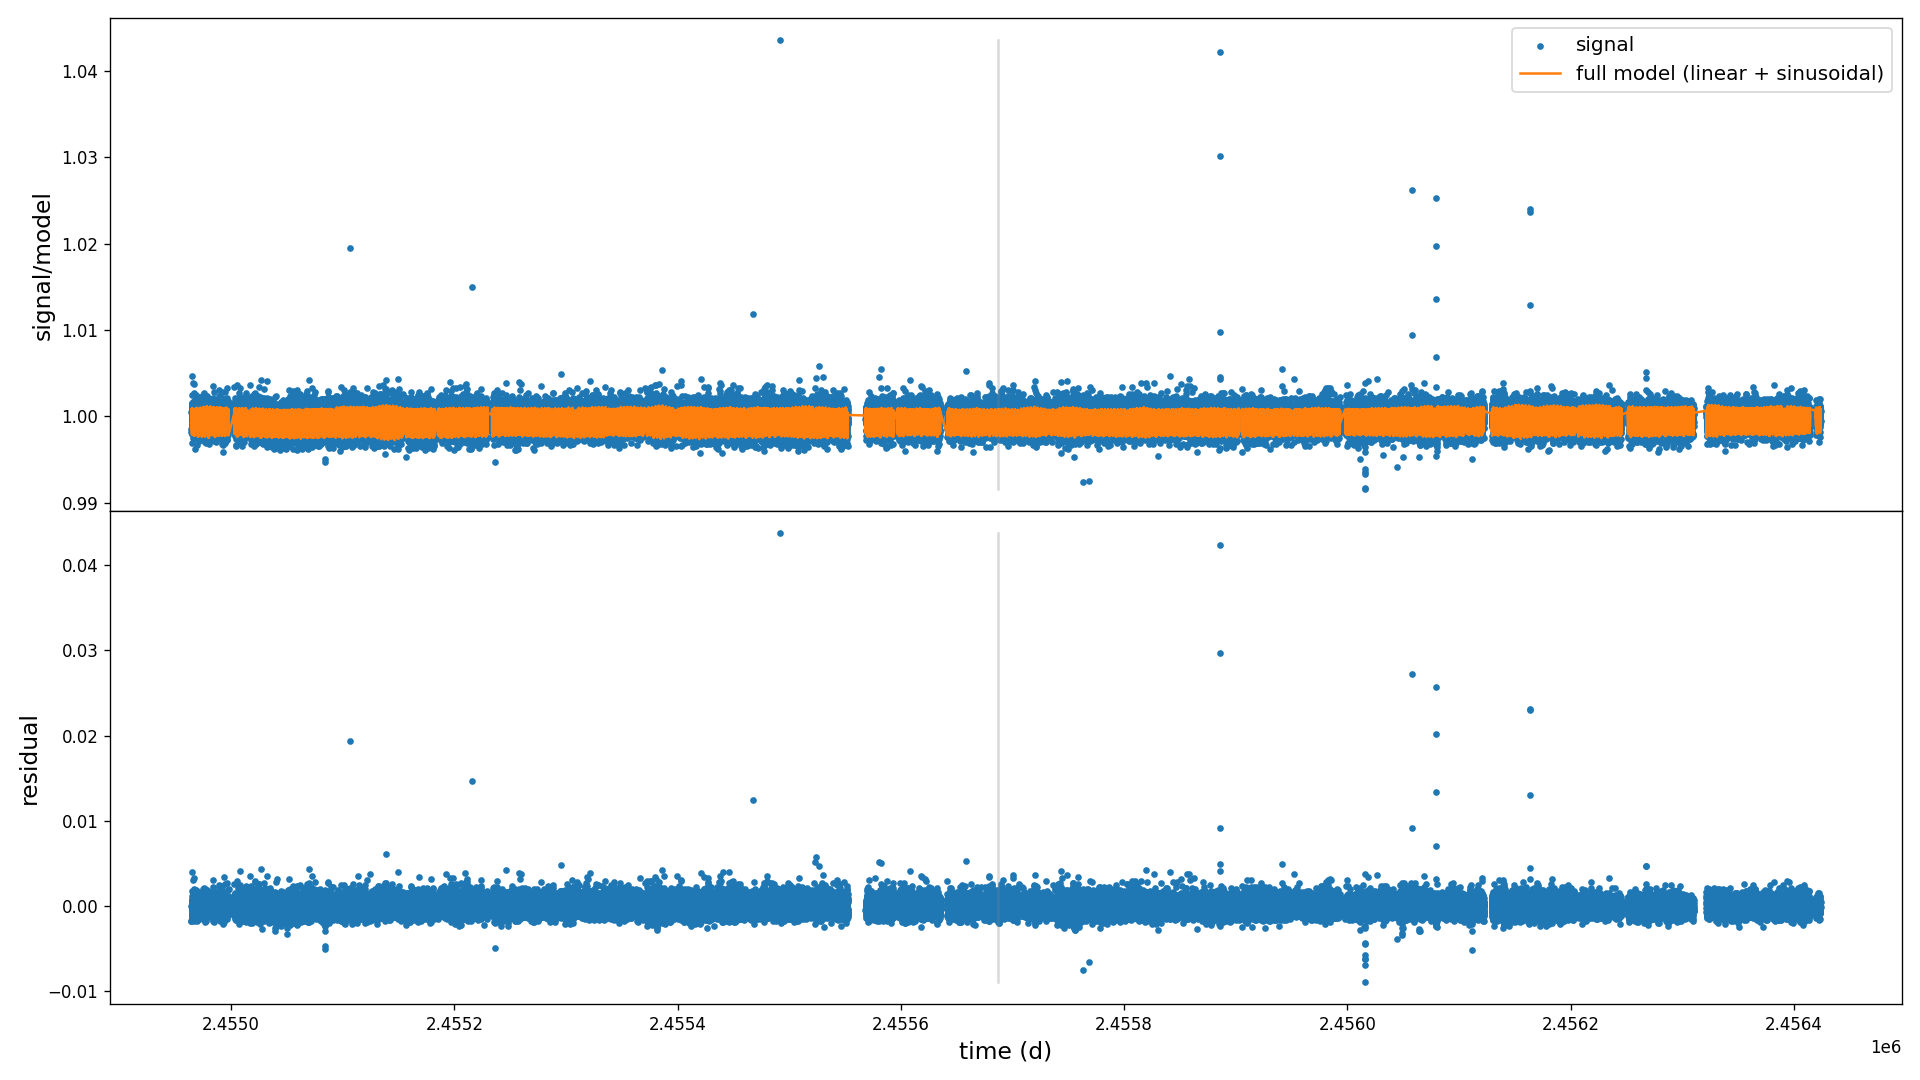 signal
full model (linear + sinusoidal)
signal/model
1.04
1.03
1.02
1.01
1.00
0.99
residual
0.04
0.03
0.02
0.01
0.00
−0.01
2.4550 2.4552 2.4554 2.4556 2.4558 2.4560 2.4562 2.4564
1e6
time (d)